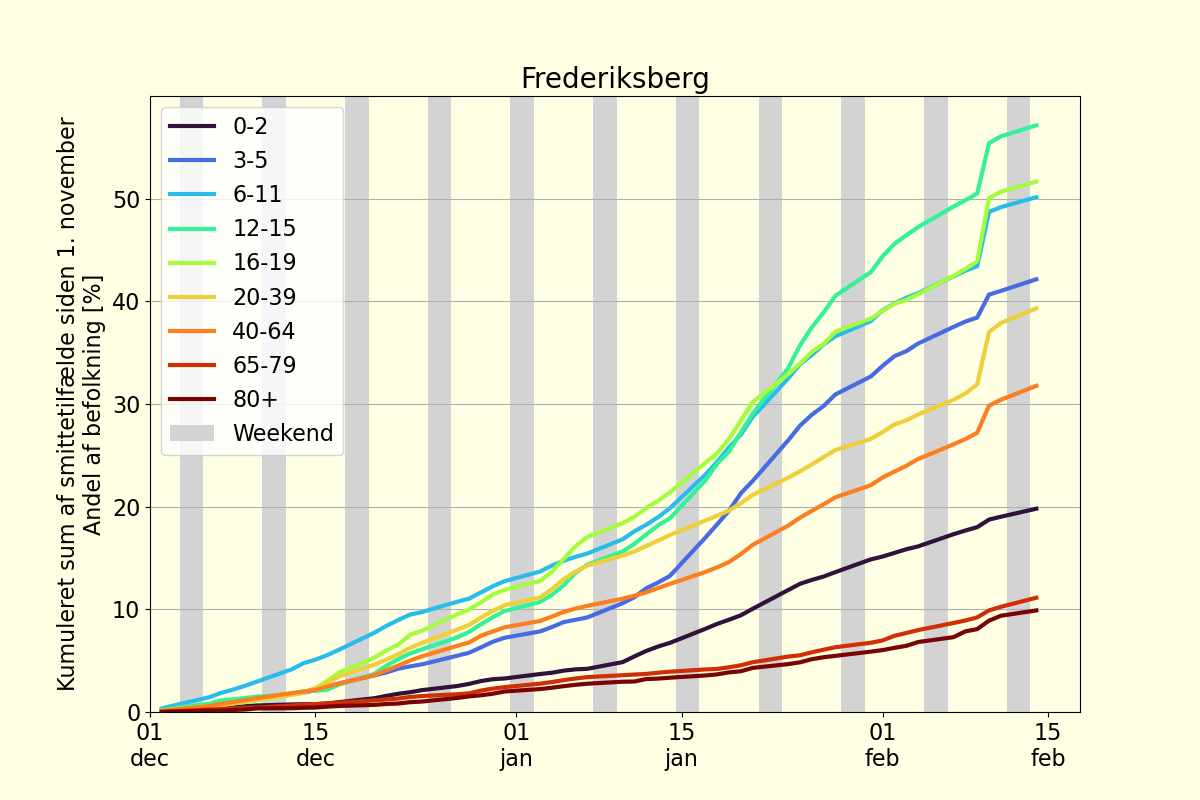 Frederiksberg
Kumuleret sum af smittetilfælde siden 1. november
Andel af befolkning [%]
0-2
3-5
6-11
12-15
16-19
20-39
40-64
65-79
80+
Weekend
50
40
30
20
10
0
01 15 01 15 01 15
dec dec jan jan feb feb